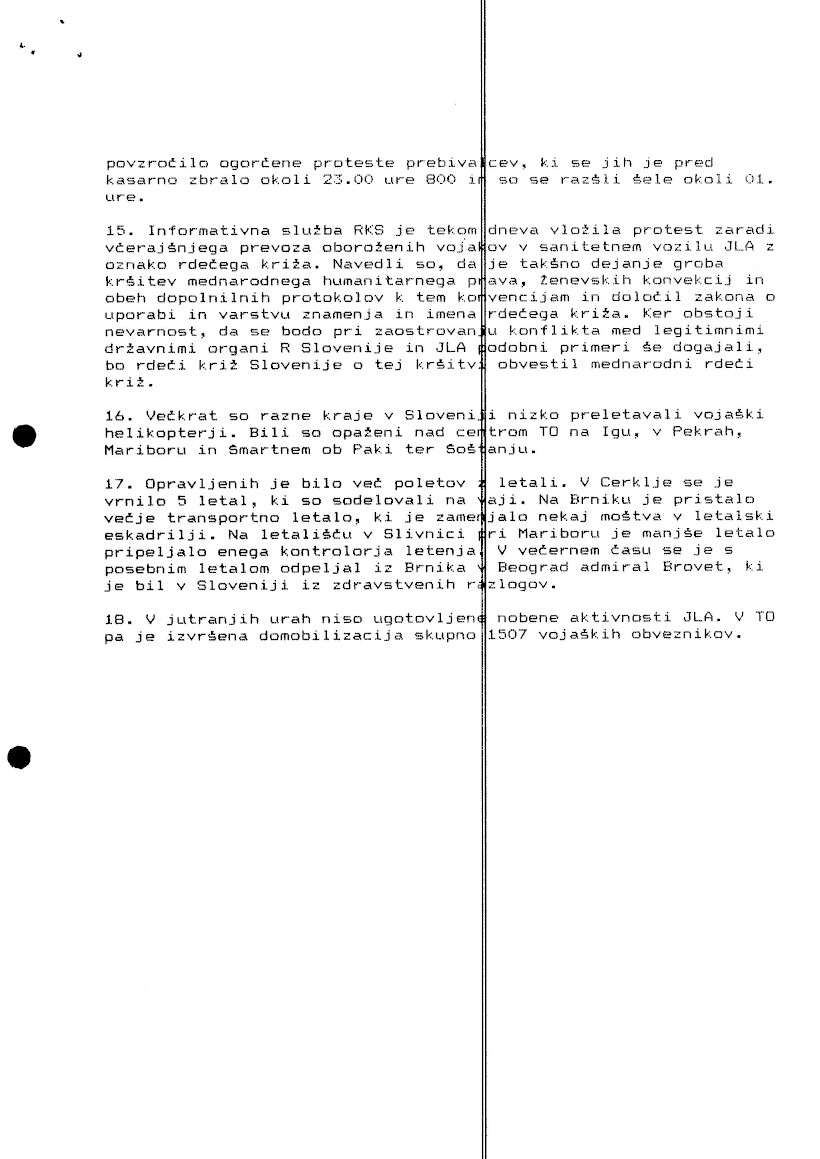 povzročilo ogorčene proteste prebivalcev, ki se jih je pred
kasarno zbralo okoli 23.00 ure 800 in so se razšli šele okoli 01.
ure.
15. Informativna služba RKS je tekom dneva vložila protest zaradi
včerajšnjega prevoza oboroženih vojakov v sanitetnem vozilu JLA z
oznako rdečega križa. Navedli so, da je takšno dejanje groba
kršitev mednarodnega humanitarnega prava, Ženevskih konvekcij in
obeh dopolnilnih protokolov k tem konvencijam in določil zakona o
uporabi in varstvu znamenja in imena rdečega križa. Ker obstoji
nevarnost, da se bodo pri zaostrovanju konflikta med legitimnimi
državnimi organi R Slovenije in JLA podobni primeri še dogajali,
bo rdeči križ Slovenije o tej kršitvi obvestil mednarodni rdeči
križ.
16. Večkrat so razne kraje v Sloveniji nizko preletavali vojaški
helikopterji. Bili so opaženi nad centrom TO na Igu, v Pekrah,
Mariboru in Šmartnem ob Paki ter Šoštanju.
17. Opravljenih je bilo več poletov z letali. V Cerklje se je
vrnilo 5 letal, ki so sodelovali na vaji. Na Brniku je pristalo
večje transportno letalo, ki je zamenjalo nekaj moštva v letalski
eskadrilji. Na letališču v Slivnici pri Mariboru je manjše letalo
pripeljalo enega kontrolorja letenja. V večernem času se je s
posebnim letalom odpeljal iz Brnika v Beograd admiral Brovet, ki
je bil v Sloveniji iz zdravstvenih razlogov.
18. V jutranjih urah niso ugotovljene nobene aktivnosti JLA. V TO
pa je izvršena domobilizacija skupno 1507 vojaških obveznikov.